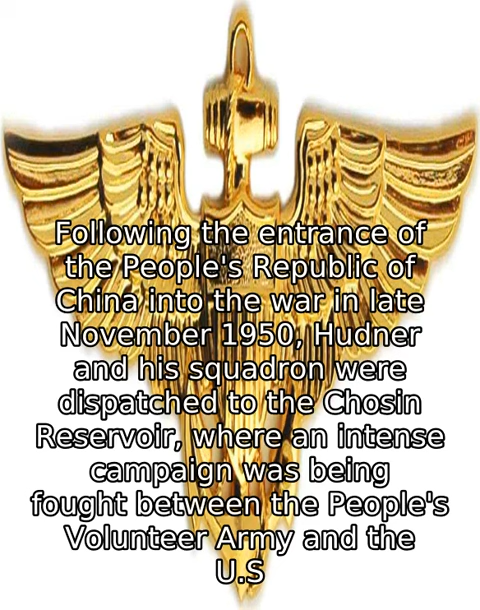 Following the entrance of
the People's Republic of
China into the war in late
November 1950, Hudner
and his squadron were
dispatched to the Chosin
Reservoir, where an intense
campaign was being
fought between the People's
Volunteer Army and the
U.S